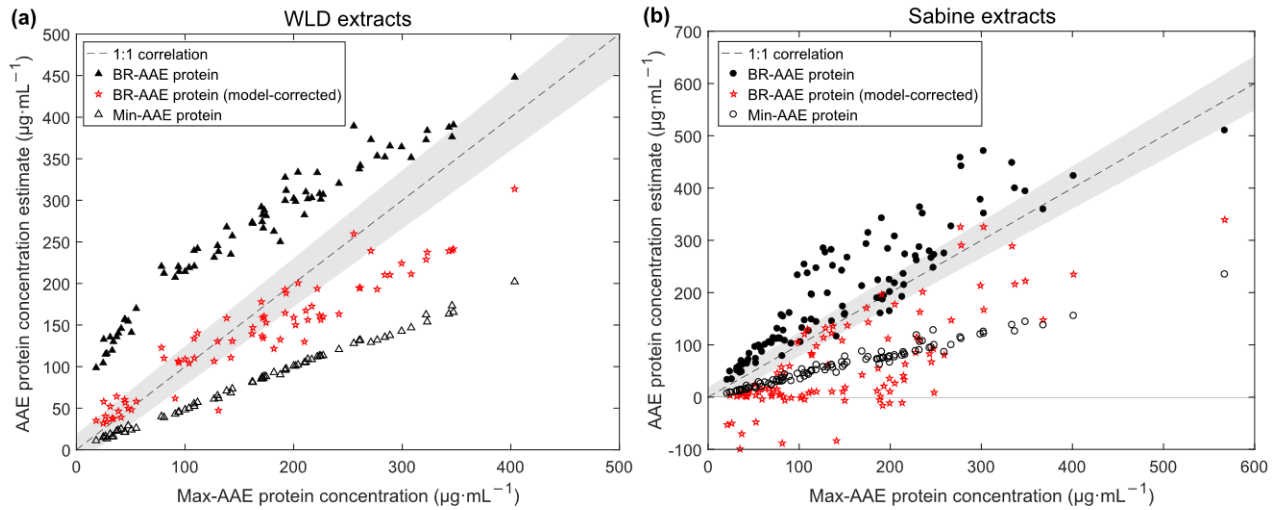 (a)
WLD extracts
AAE protein concentration estimate (μg·mL⁻¹)
500
450
400
350
300
250
200
150
100
50
0
1:1 correlation
BR-AAE protein
BR-AAE protein (model-corrected)
Min-AAE protein
0 100 200 300 400 500
Max-AAE protein concentration (μg·mL⁻¹)
(b)
Sabine extracts
AAE protein concentration estimate (μg·mL⁻¹)
700
600
500
400
300
200
100
0
-100
1:1 correlation
BR-AAE protein
BR-AAE protein (model-corrected)
Min-AAE protein
0 100 200 300 400 500 600
Max-AAE protein concentration (μg·mL⁻¹)